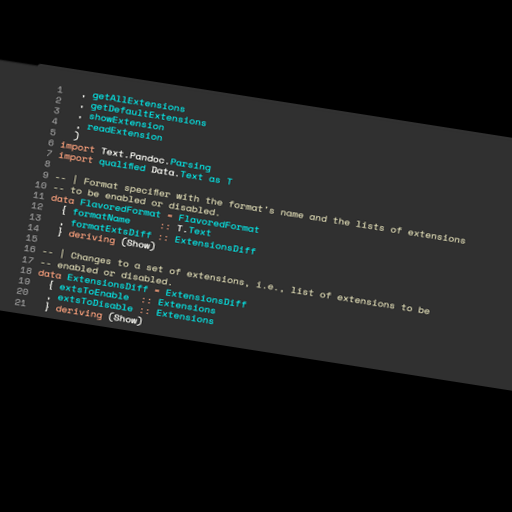 1 , getAllExtensions
2 , getDefaultExtensions
3 , showExtension
4 , readExtension
5 )
6 import Text.Pandoc.Parsing
7 import qualified Data.Text as T
8
9 -- | Format specifier with the format's name and the lists of extensions
10 -- to be enabled or disabled.
11 data FlavoredFormat = FlavoredFormat
12 { formatName :: T.Text
13 , formatExtsDiff :: ExtensionsDiff
14 } deriving (Show)
15
16 -- | Changes to a set of extensions, i.e., list of extensions to be
17 -- enabled or disabled.
18 data ExtensionsDiff = ExtensionsDiff
19 { extsToEnable :: Extensions
20 , extsToDisable :: Extensions
21 } deriving (Show)